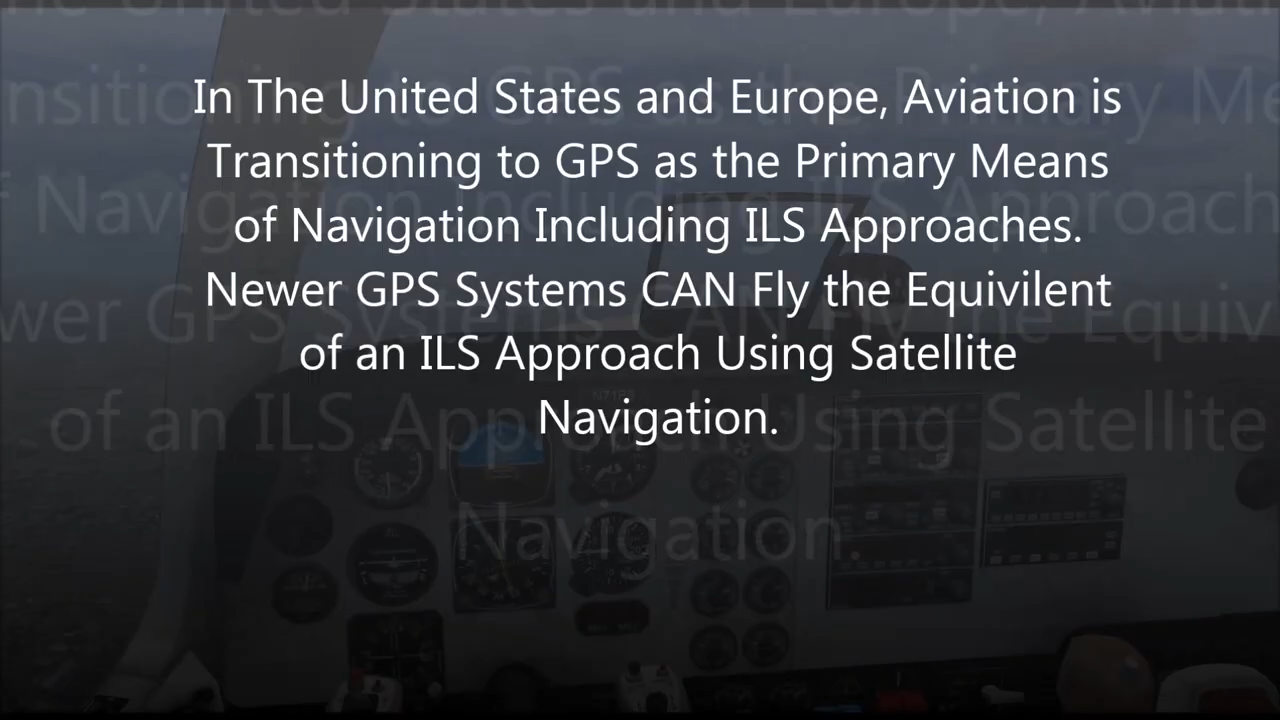 In The United States and Europe, Aviation is
Transitioning to GPS as the Primary Means
of Navigation Including ILS Approaches.
Newer GPS Systems CAN Fly the Equivilent
of an ILS Approach Using Satellite
Navigation.